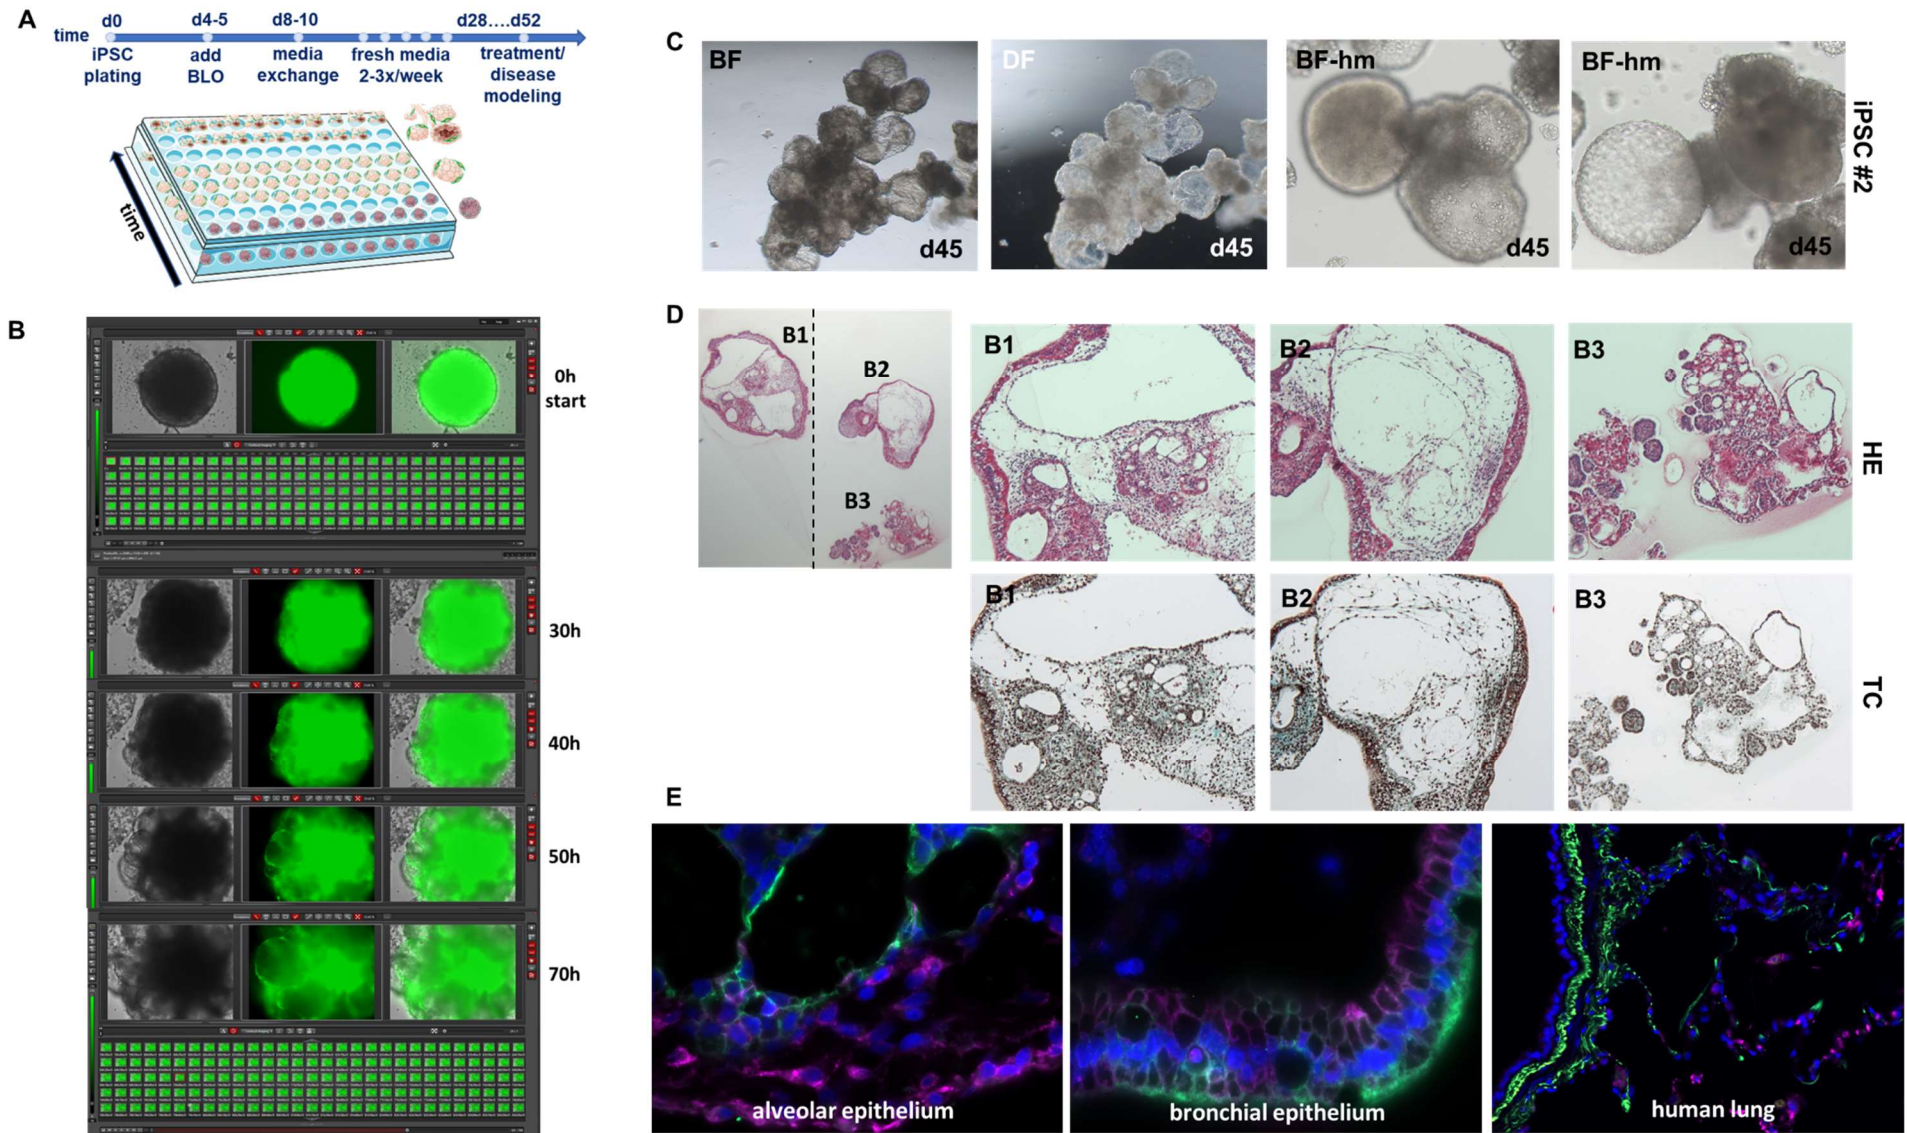 A
d0
d4-5
d8-10
d28....d52
time
iPSC
plating
add
BLO
media
exchange
fresh media
2-3x/week
treatment/
disease
modeling
time
B
0h
start
30h
40h
50h
70h
C
BF
d45
DF
d45
BF-hm
d45
BF-hm
d45
iPSC #2
D
B1
B2
B3
B1
B2
B3
HE
B1
B2
B3
TC
E
alveolar epithelium
bronchial epithelium
human lung